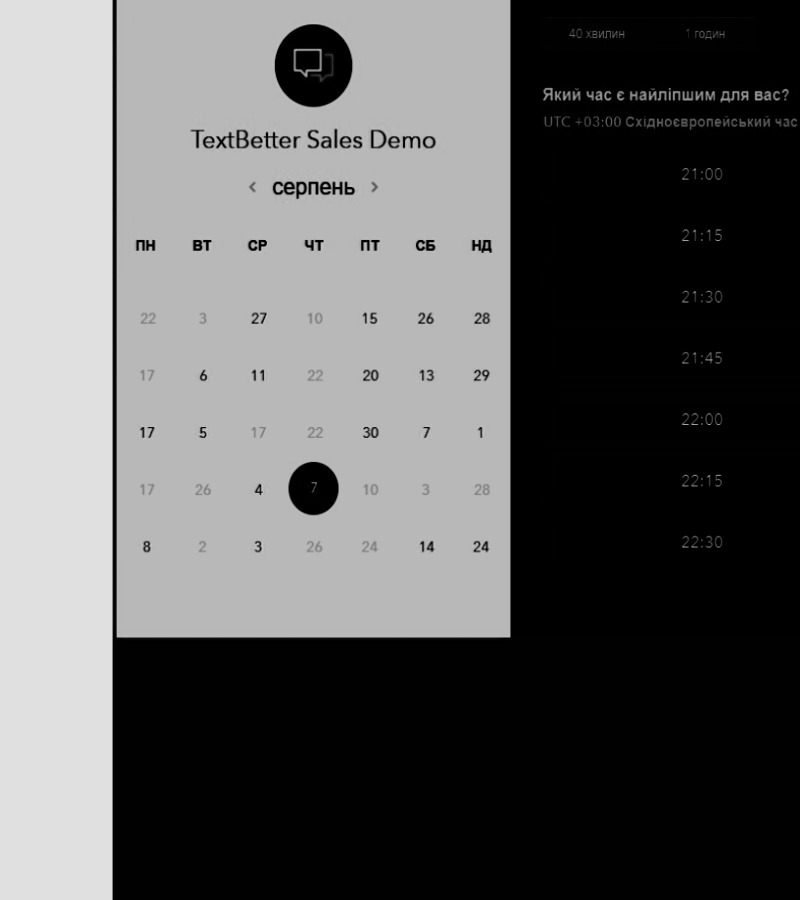 TextBetter Sales Demo
серпень
ПН ВТ СР ЧТ ПТ СБ НД
22 3 27 10 15 26 28
17 6 11 22 20 13 29
17 5 17 22 30 7 1
17 26 4 7 10 3 28
8 2 3 26 24 14 24
40 хвилин 1 годин
Який час є найліпшим для вас?
UTC +03:00 Східноєвропейський час
21:00
21:15
21:30
21:45
22:00
22:15
22:30